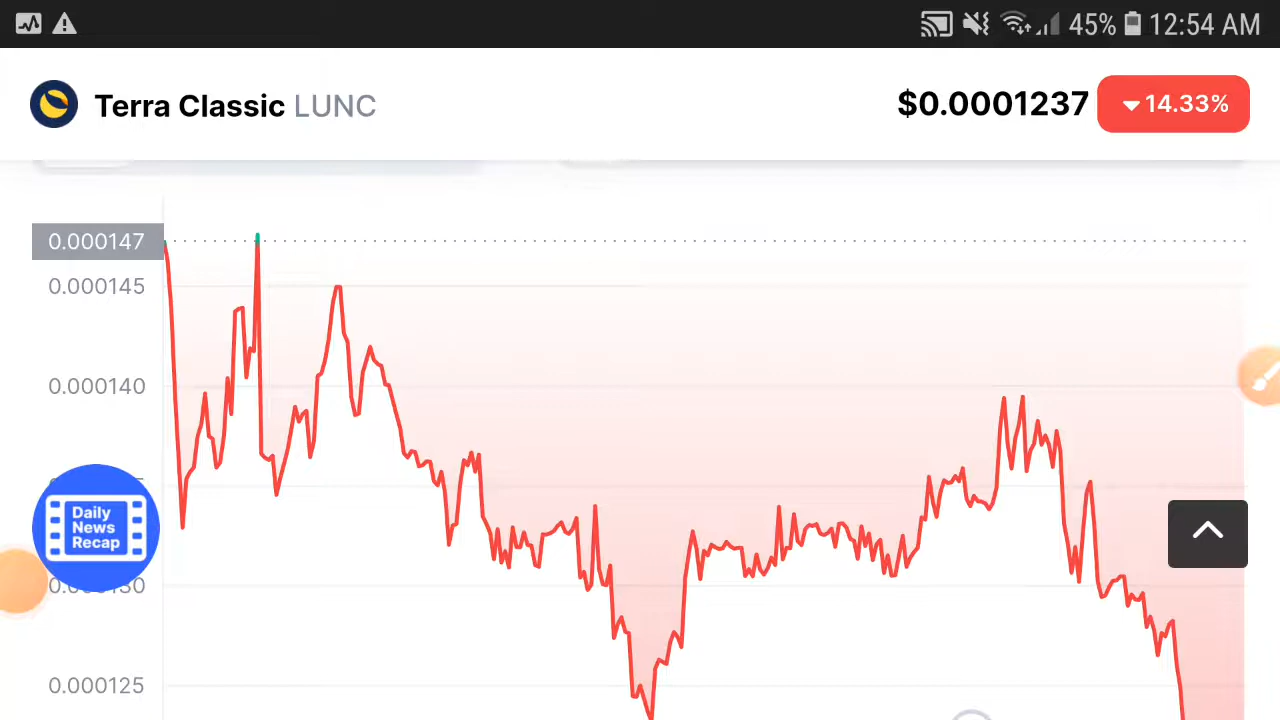 45% 12:54 AM
Terra Classic LUNC
$0.0001237 14.33%
0.000147
0.000145
0.000140
Daily
News
Recap
0.000125